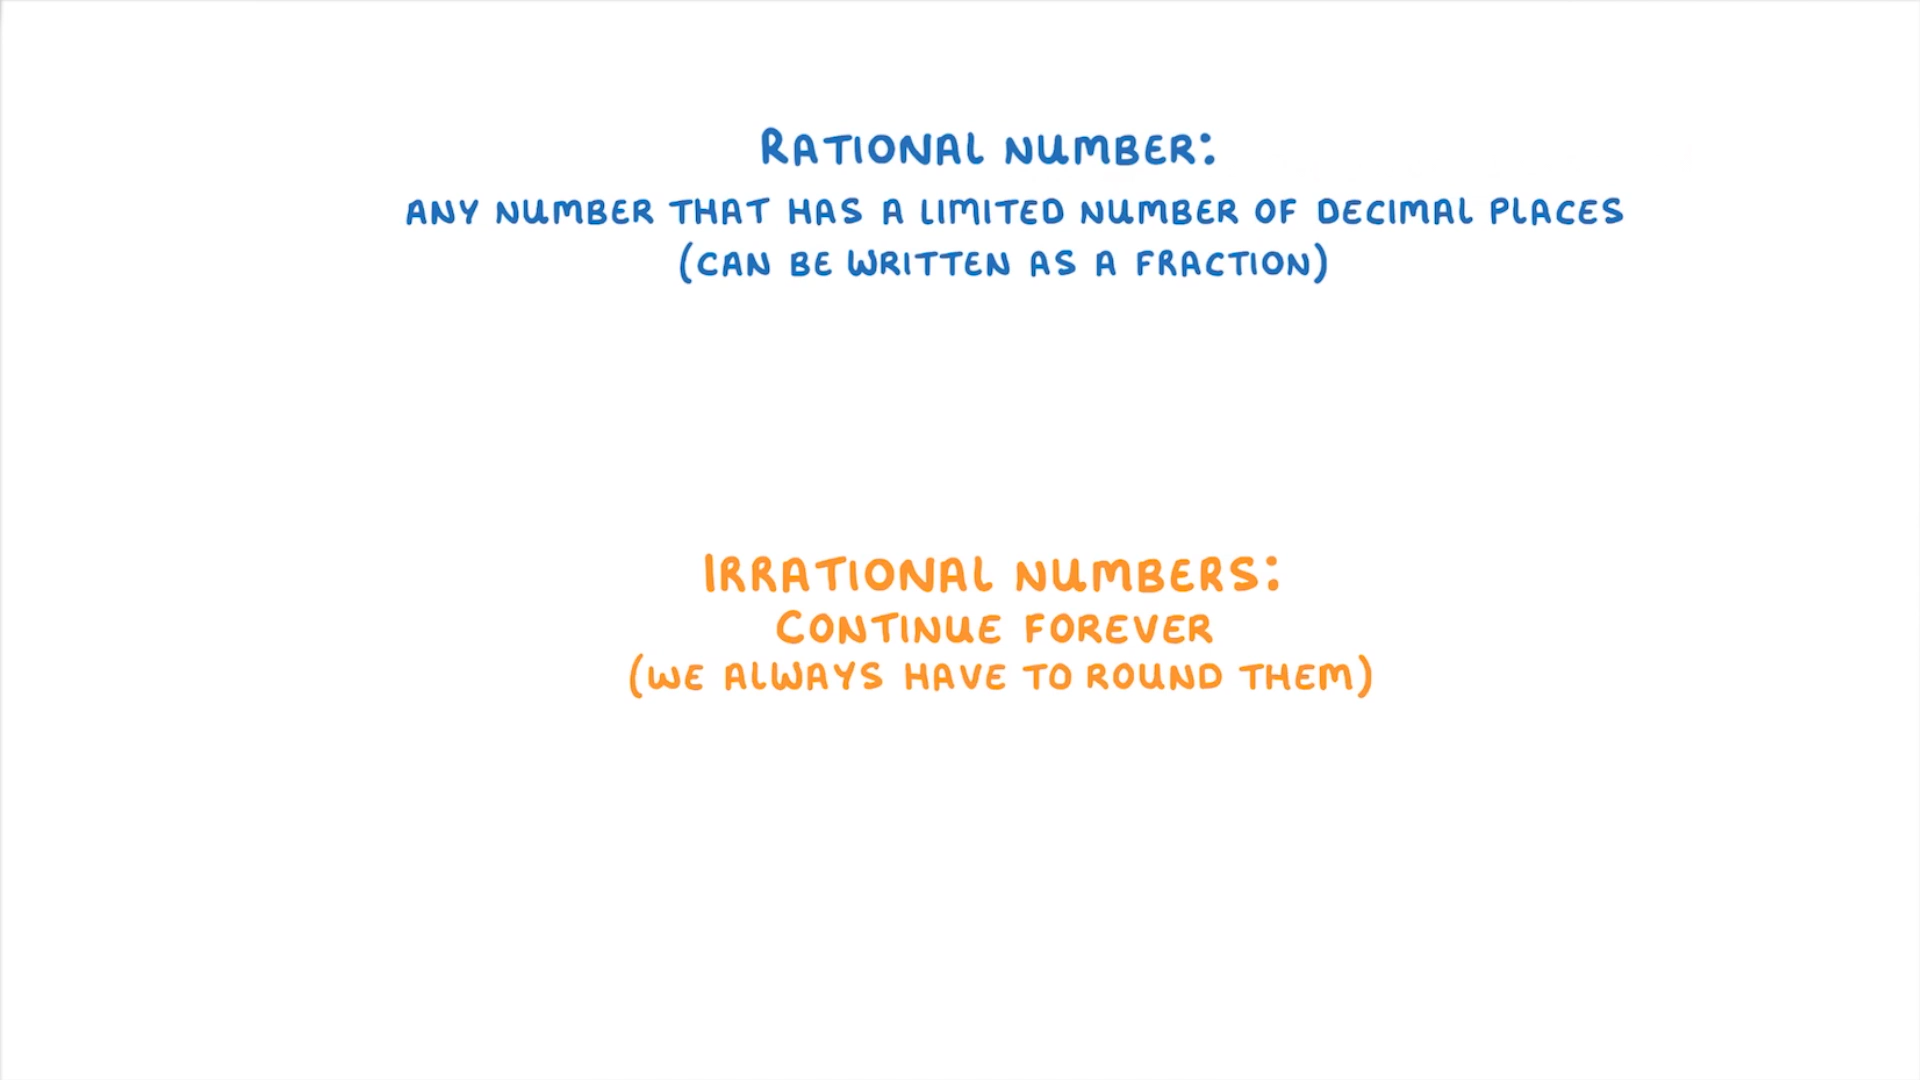 Rational number:
any number that has a limited number of decimal places
(can be written as a fraction)
Irrational numbers:
Continue forever
(we always have to round them)